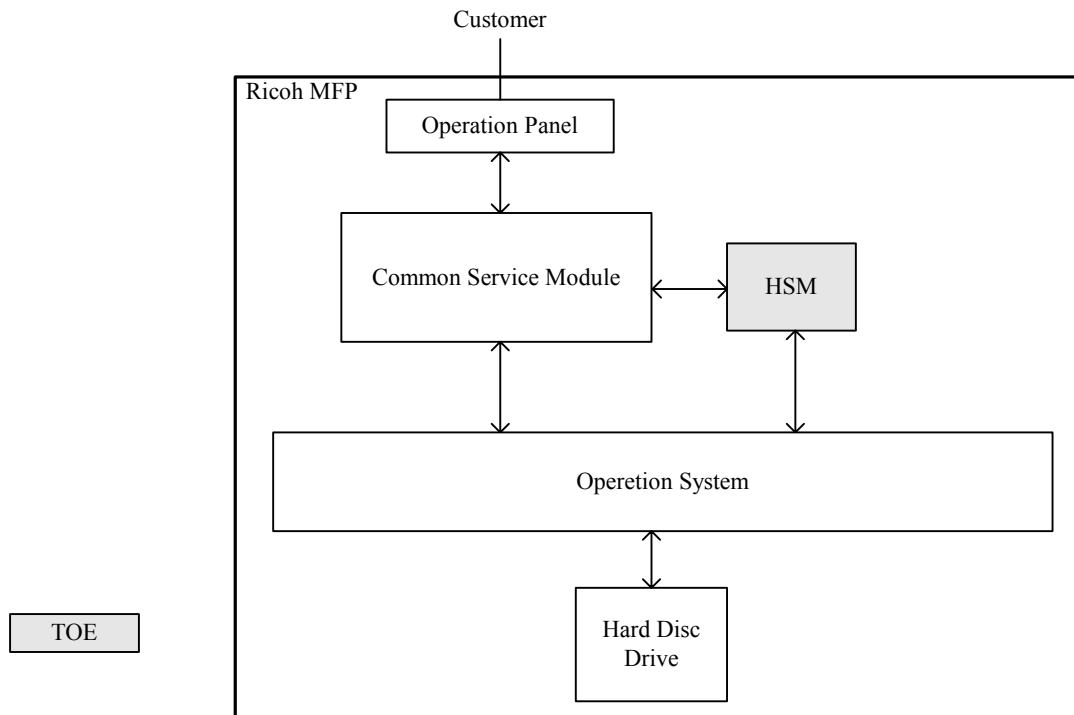 Customer
Ricoh MFP
Operation Panel
Common Service Module
HSM
Operetion System
TOE
Hard Disc
Drive